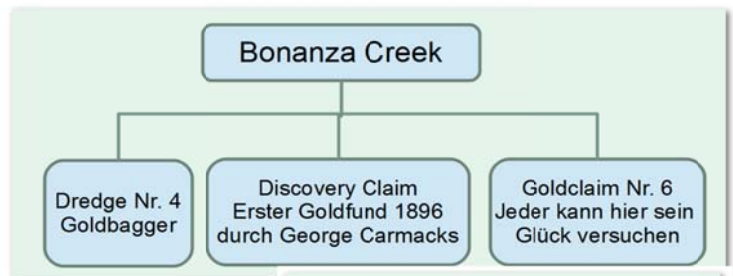 Bonanza Creek
Dredge Nr. 4
Goldbagger
Discovery Claim
Erster Goldfund 1896
durch George Carmacks
Goldclaim Nr. 6
Jeder kann hier sein
Glück versuchen